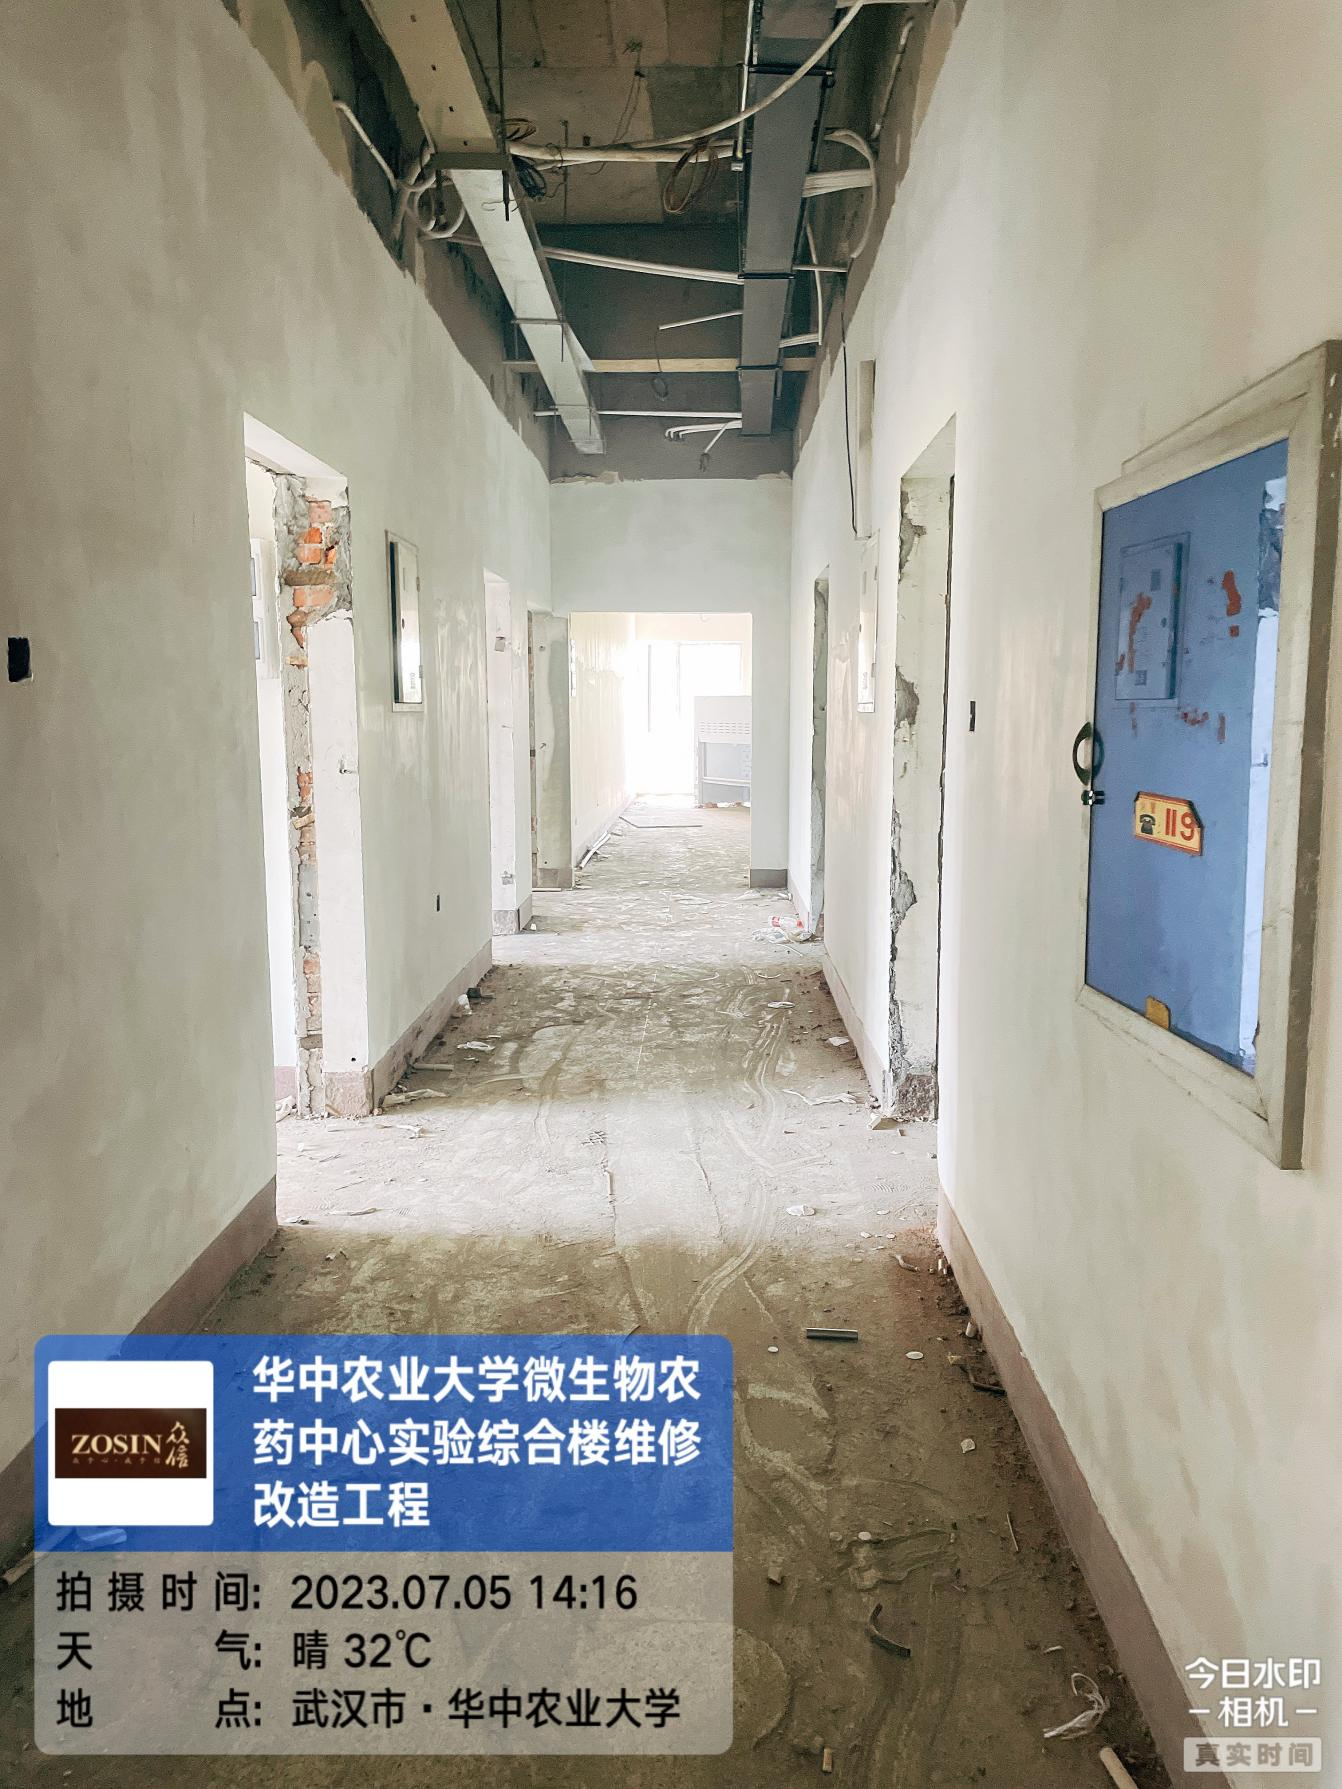 119
ZOSIN众信
华中农业大学微生物农
药中心实验综合楼维修
改造工程
拍摄时间: 2023.07.05 14:16
天气: 晴 32℃
地点: 武汉市·华中农业大学
今日水印
-相机-
真实时间